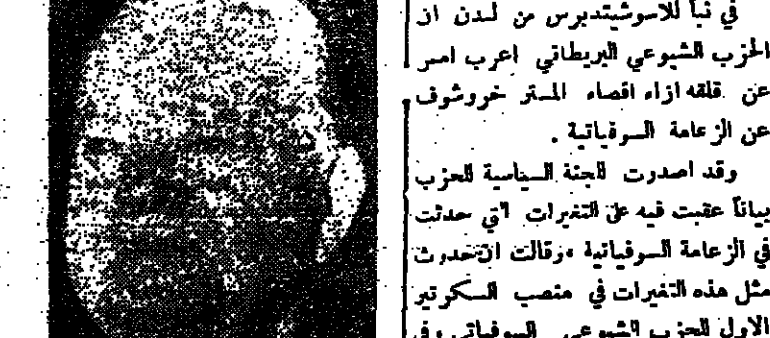 في نبأ للاسوشيتدبرس من لندن ان
الحزب الشيوعي البريطاني اعرب امس
عن قلقه ازاء اقصاء المستر خروشوف
عن الزعامة السوفياتية .
وقد اصدرت اللجنة السياسية للحزب
بياناً عقبت فيه على التغيرات التي حدثت
في الزعامة السوفياتية وقالت ان حدوث
مثل هذه التغيرات في منصب السكرتير
الاول للحزب الشيوعي السوفياتي وفي